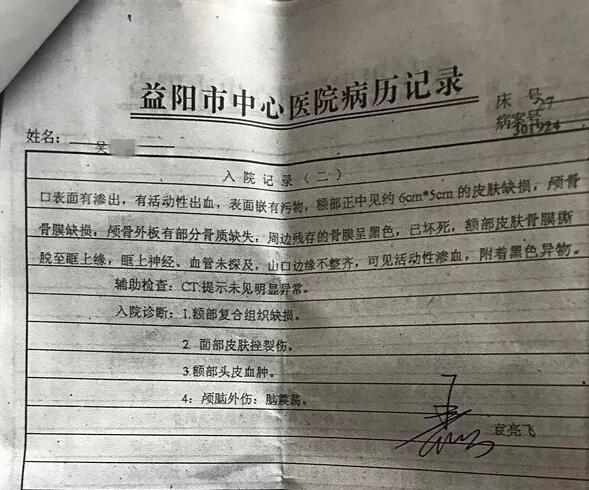 益阳市中心医院病历记录
床 号 27
病案号 301924
姓名: 吴
入院记录(二)
口表面有渗出，有活动性出血，表面嵌有污物，额部正中见约6cm*5cm的皮肤缺损，颅骨
骨膜缺损，颅骨外板有部分骨质缺失，周边残存的骨膜呈黑色，已坏死，额部皮肤骨膜撕
脱至眶上缘，眶上神经、血管未探及，山口边缘不整齐，可见活动性渗血，附着黑色异物。
辅助检查：CT:提示未见明显异常。
入院诊断：1.额部复合组织缺损。
2. 面部皮肤挫裂伤。
3.额部头皮血肿。
4：颅脑外伤：脑震荡。
袁亮飞